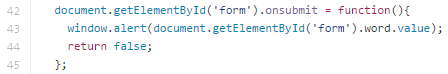 42 document.getElementById('form').onsubmit = function(){
43 window.alert(document.getElementById('form').word.value);
44 return false;
45 };